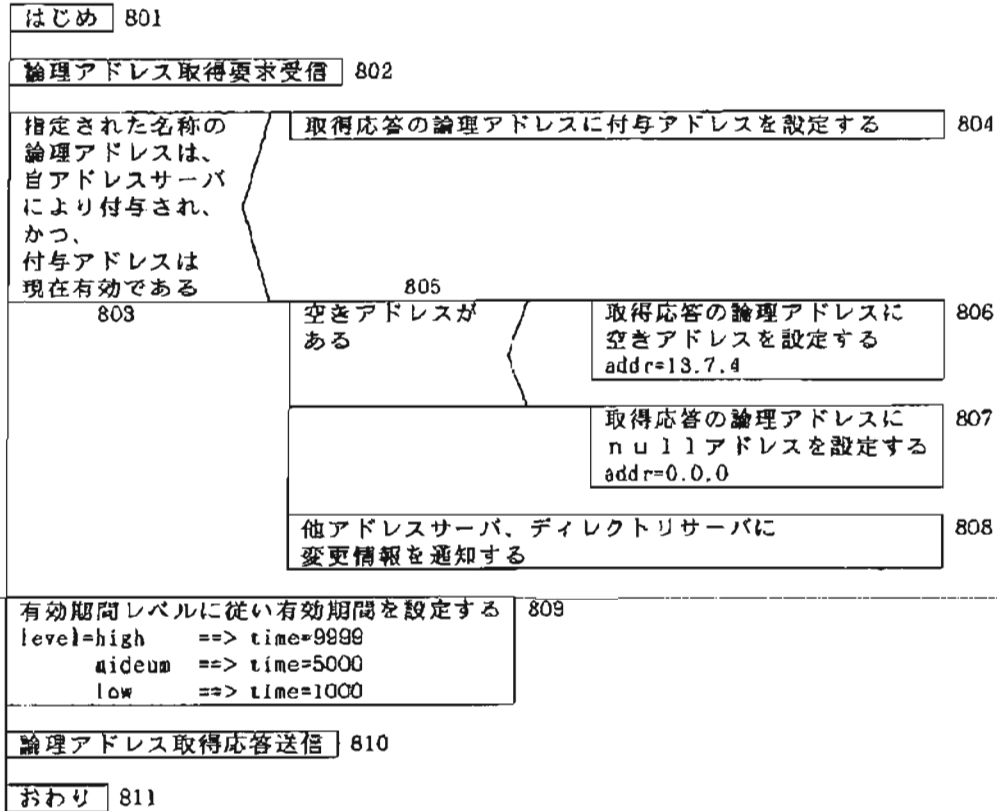 はじめ 801
論理アドレス取得要求受信 802
指定された名称の
論理アドレスは、
自アドレスサーバ
により付与され、
かつ、
付与アドレスは
現在有効である
803
取得応答の論理アドレスに付与アドレスを設定する 804
805
空きアドレスが
ある
取得応答の論理アドレスに 806
空きアドレスを設定する
addr=13.7.4
取得応答の論理アドレスに 807
nullアドレスを設定する
addr=0.0.0
他アドレスサーバ、ディレクトリサーバに 808
変更情報を通知する
有効期間レベルに従い有効期間を設定する 809
level=high ==> time=9999
mideum ==> time=5000
low ==> time=1000
論理アドレス取得応答送信 810
おわり 811